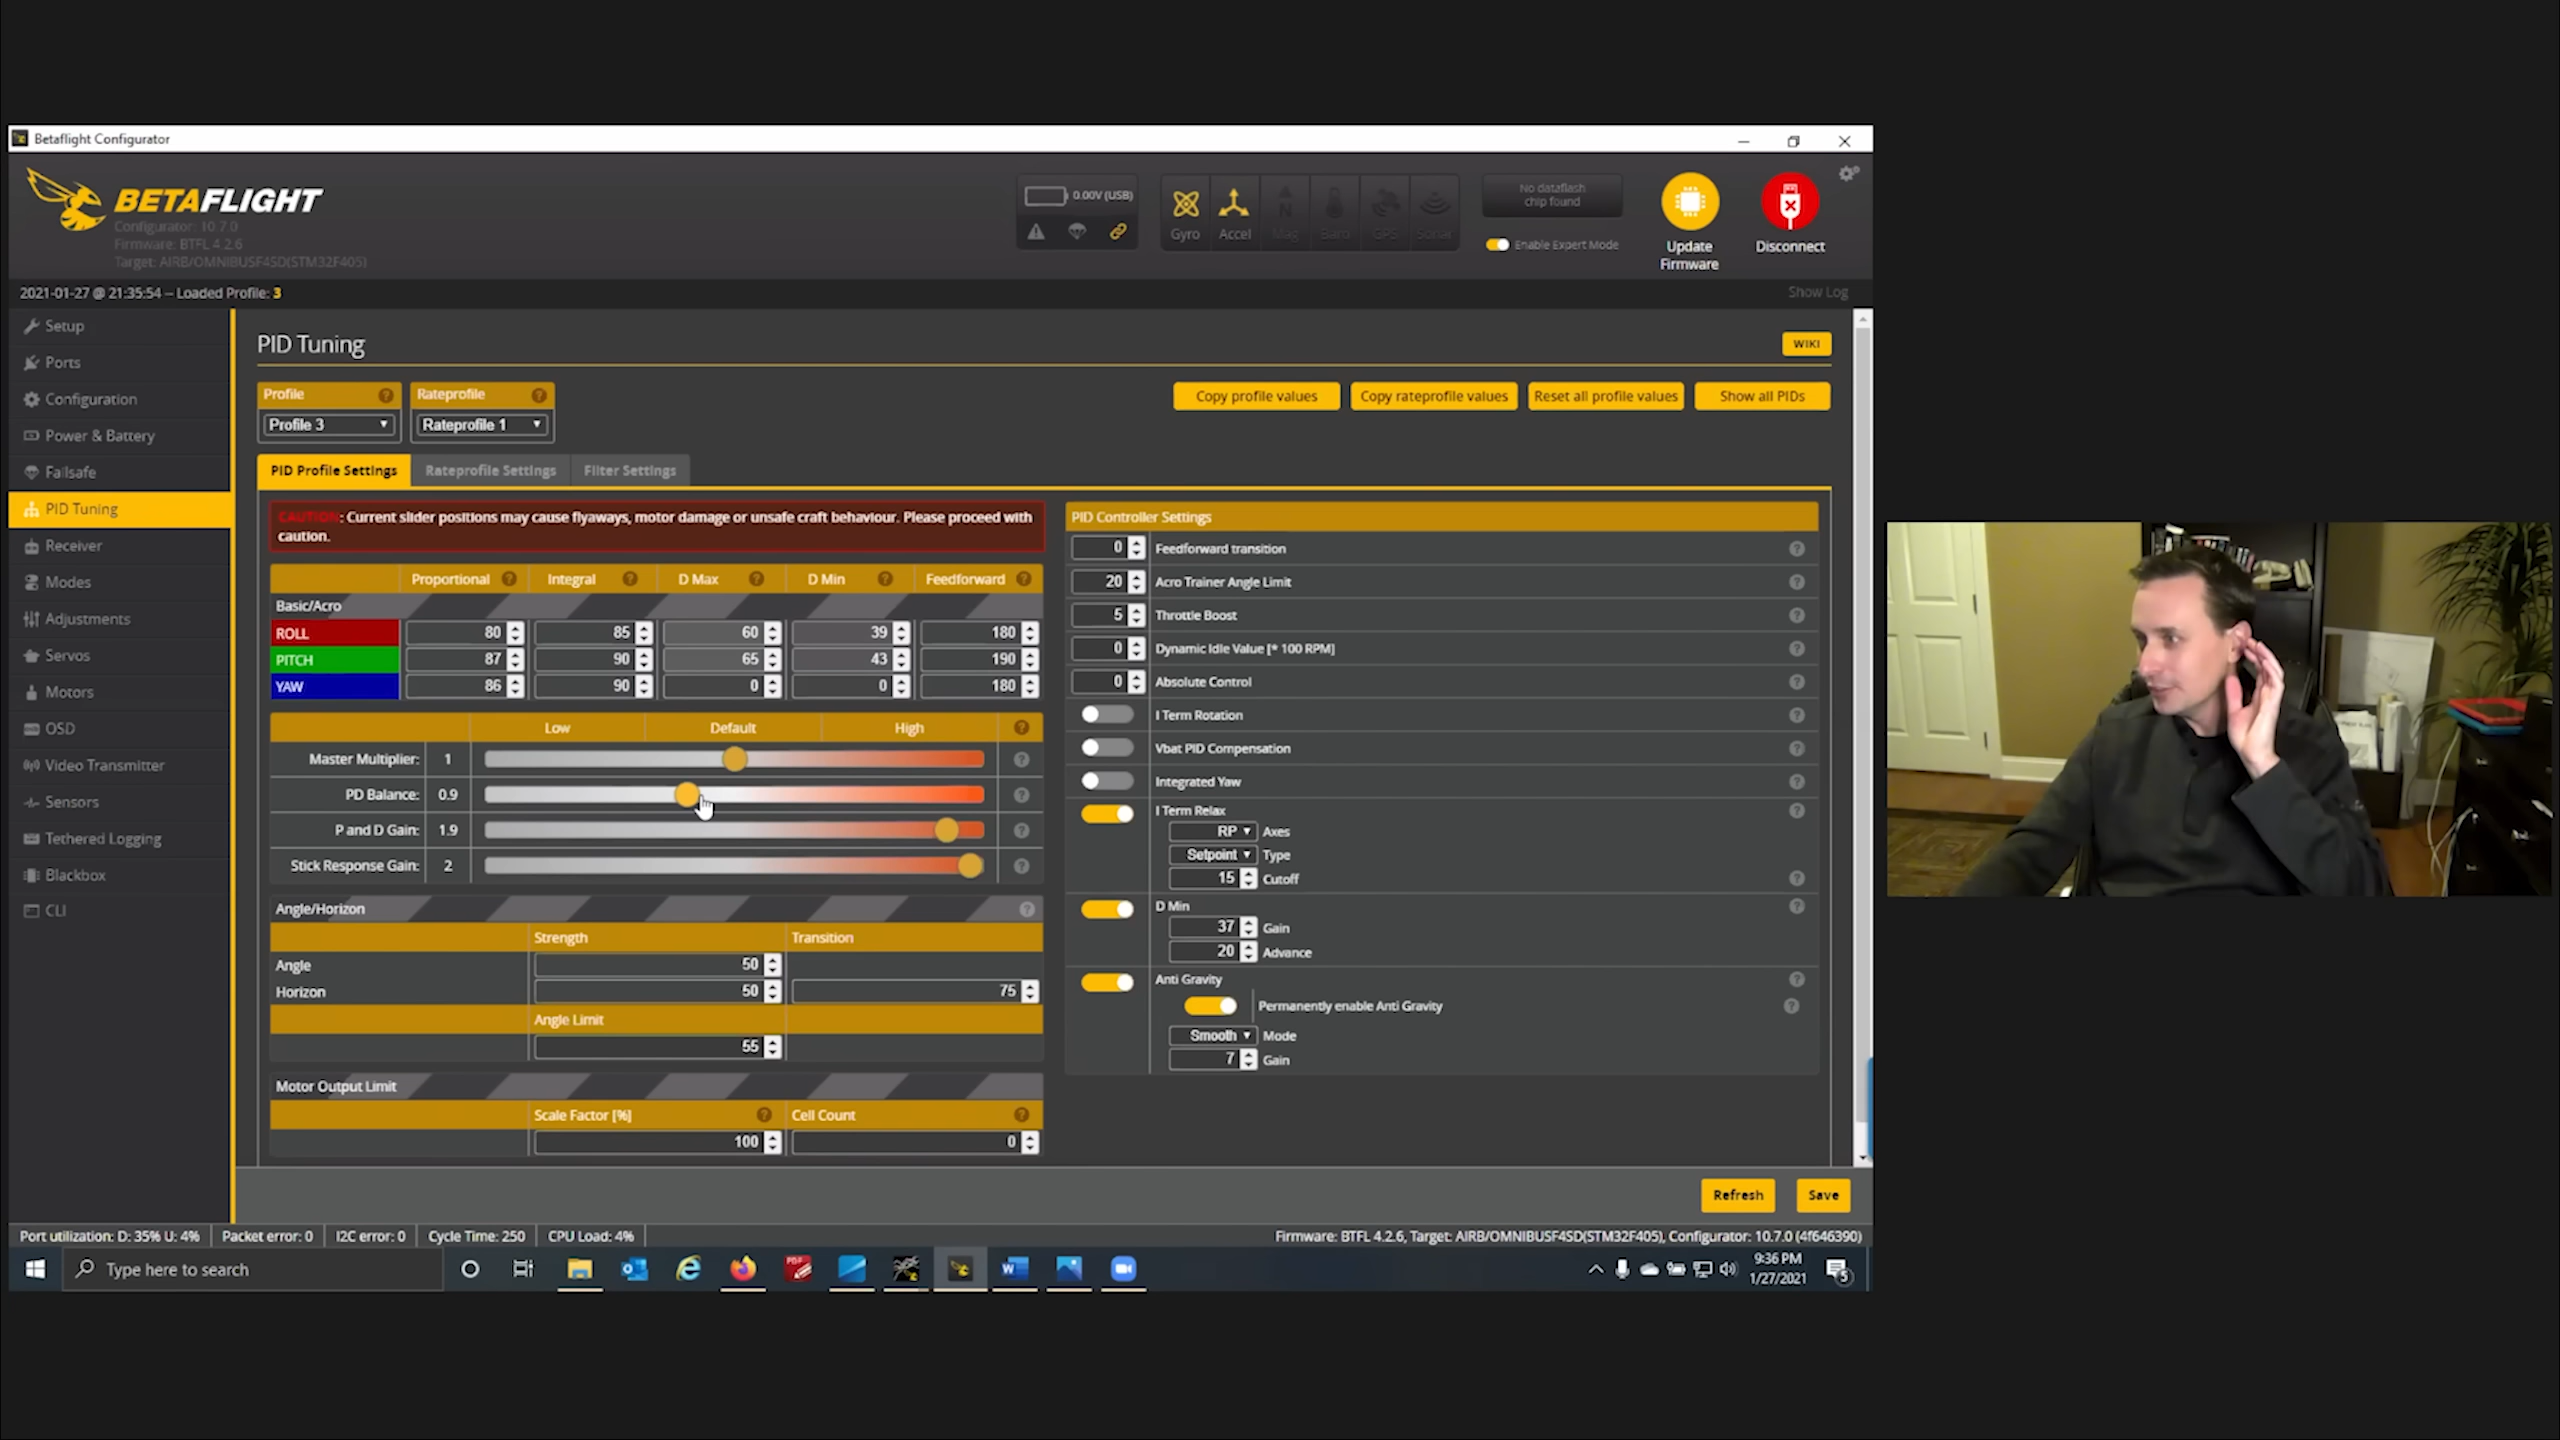 Betaflight Configurator
BETAFLIGHT
Configurator: 10.7.0
Firmware: BTFL 4.2.6
Target: AIRB/OMNIBUSF4SD(STM32F405)
0.00V (USB)
Gyro Accel Mag Baro GPS Sonar
No dataflash
chip found
Enable Expert Mode
Update
Firmware
Disconnect
2021-01-27 @ 21:35:54 -- Loaded Profile: 3
Show Log
Setup
Ports
Configuration
Power & Battery
Failsafe
PID Tuning
Receiver
Modes
Adjustments
Servos
Motors
OSD
Video Transmitter
Sensors
Tethered Logging
Blackbox
CLI
PID Tuning
WIKI
Profile
Profile 3
Rateprofile
Rateprofile 1
Copy profile values
Copy rateprofile values
Reset all profile values
Show all PIDs
PID Profile Settings
Rateprofile Settings
Filter Settings
CAUTION: Current slider positions may cause flyaways, motor damage or unsafe craft behaviour. Please proceed with
caution.
Proportional Integral D Max D Min Feedforward
Basic/Acro
ROLL 80 85 60 39 180
PITCH 87 90 65 43 190
YAW 86 90 0 0 180
Low Default High
Master Multiplier: 1
PD Balance: 0.9
P and D Gain: 1.9
Stick Response Gain: 2
Angle/Horizon
Strength Transition
Angle 50
Horizon 50 75
Angle Limit
55
Motor Output Limit
Scale Factor [%] Cell Count
100 0
PID Controller Settings
0 Feedforward transition
20 Acro Trainer Angle Limit
5 Throttle Boost
0 Dynamic Idle Value [* 100 RPM]
0 Absolute Control
I Term Rotation
Vbat PID Compensation
Integrated Yaw
I Term Relax
RP Axes
Setpoint Type
15 Cutoff
D Min
37 Gain
20 Advance
Anti Gravity
Permanently enable Anti Gravity
Smooth Mode
7 Gain
Refresh
Save
Port utilization: D: 35% U: 4% Packet error: 0 I2C error: 0 Cycle Time: 250 CPU Load: 4%
Firmware: BTFL 4.2.6, Target: AIRB/OMNIBUSF4SD(STM32F405), Configurator: 10.7.0 (4f646390)
Type here to search
9:36 PM
1/27/2021
5